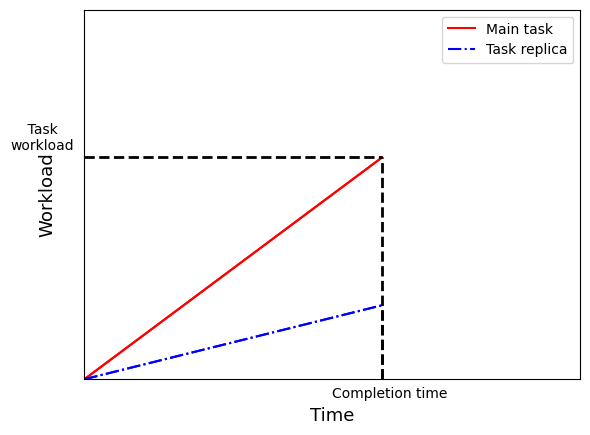 Main task
Task replica
Task
workload
Workload
Completion time
Time